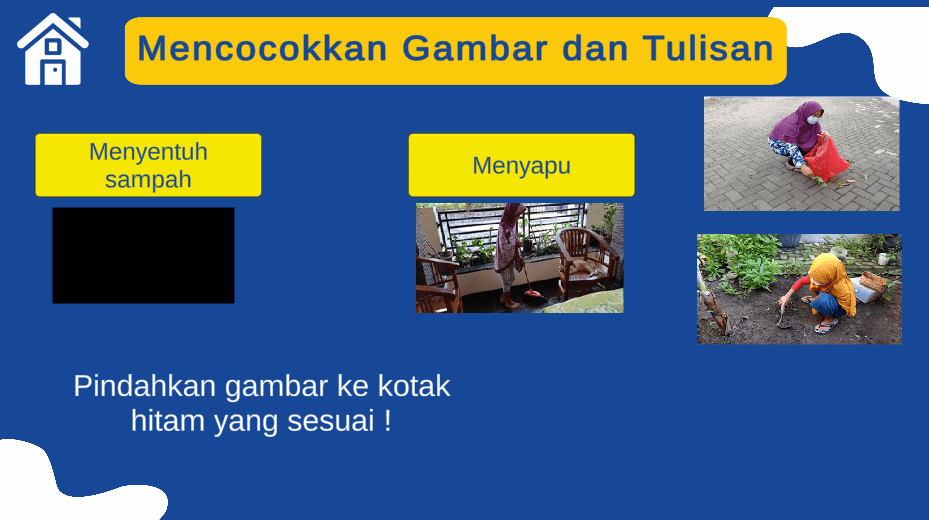 Mencocokkan Gambar dan Tulisan
Menyentuh
sampah
Menyapu
Pindahkan gambar ke kotak
hitam yang sesuai !